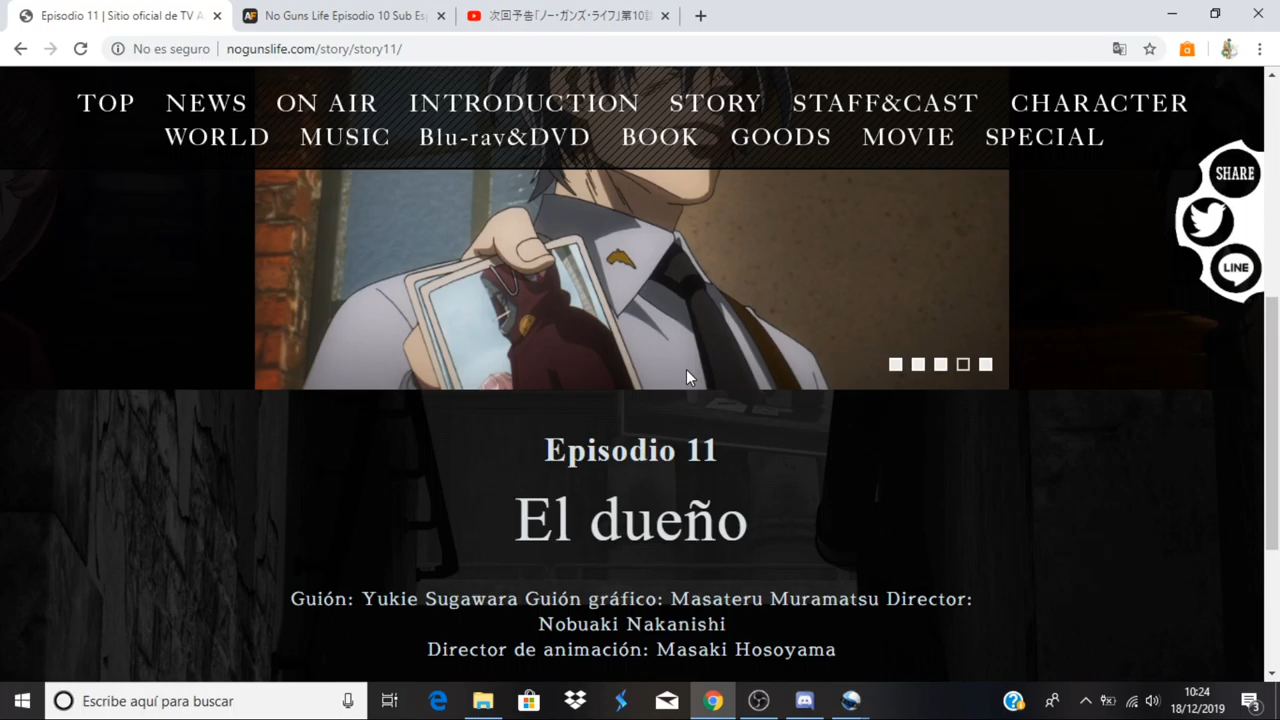 Episodio 11 | Sitio oficial de TV A
No Guns Life Episodio 10 Sub Es
次回予告「ノー・ガンズ・ライフ」第10話
No es seguro
nogunslife.com/story/story11/
TOP NEWS ON AIR INTRODUCTION STORY STAFF&CAST CHARACTER
WORLD MUSIC Blu-ray&DVD BOOK GOODS MOVIE SPECIAL
SHARE
LINE
Episodio 11
El dueño
Guión: Yukie Sugawara Guión gráfico: Masateru Muramatsu Director:
Nobuaki Nakanishi
Director de animación: Masaki Hosoyama
Escribe aquí para buscar
10:24
18/12/2019
3